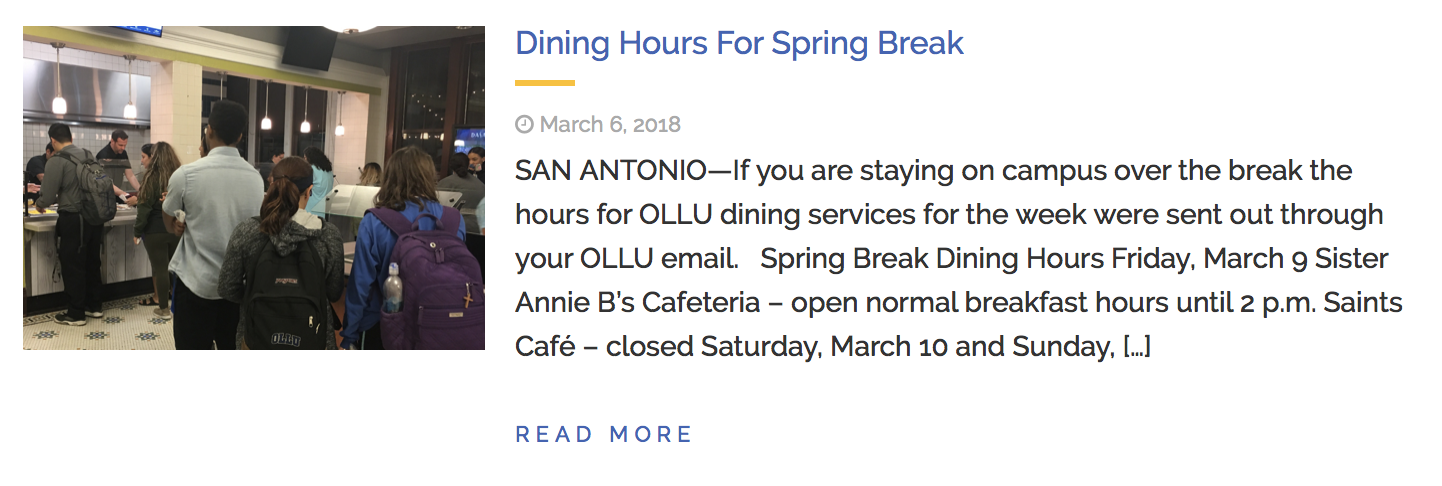 Dining Hours For Spring Break
March 6, 2018
SAN ANTONIO—If you are staying on campus over the break the
hours for OLLU dining services for the week were sent out through
your OLLU email.   Spring Break Dining Hours Friday, March 9 Sister
Annie B's Cafeteria – open normal breakfast hours until 2 p.m. Saints
Café – closed Saturday, March 10 and Sunday, [...]
READ MORE
JANSPORT
OLLU